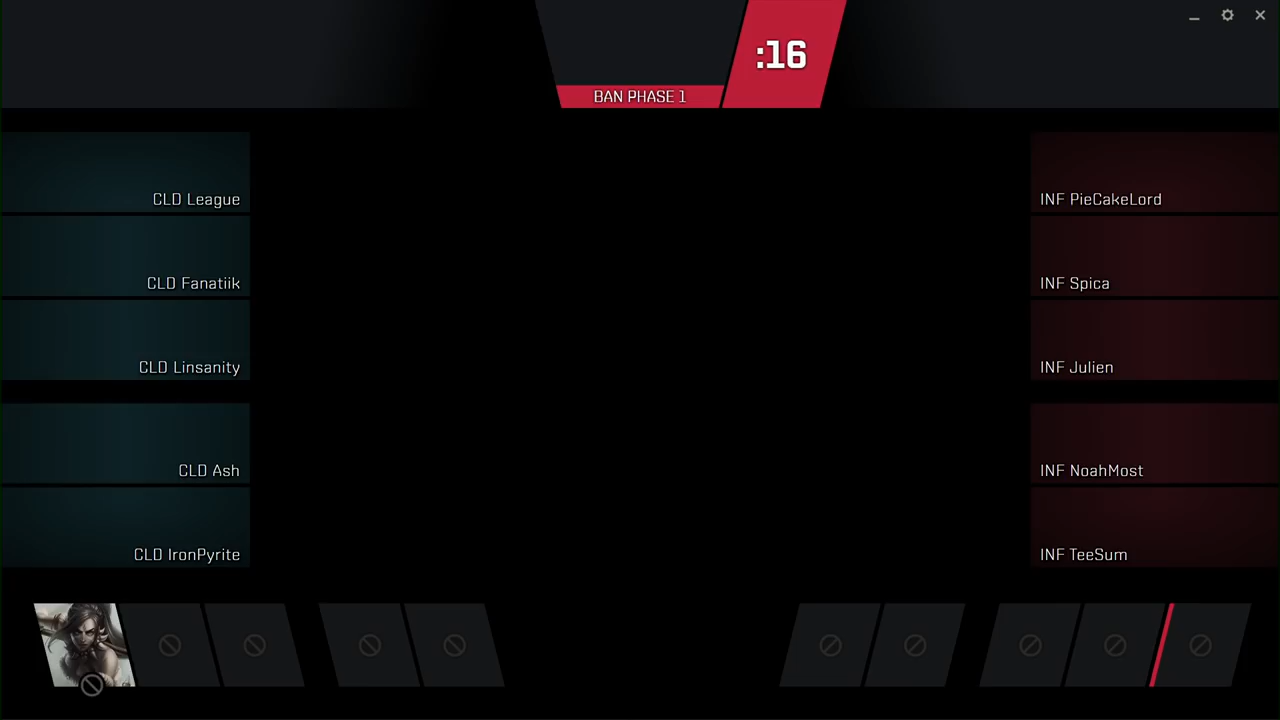 :16
BAN PHASE 1
CLD League
INF PieCakeLord
CLD Fanatiik
INF Spica
CLD Linsanity
INF Julien
CLD Ash
INF NoahMost
CLD IronPyrite
INF TeeSum